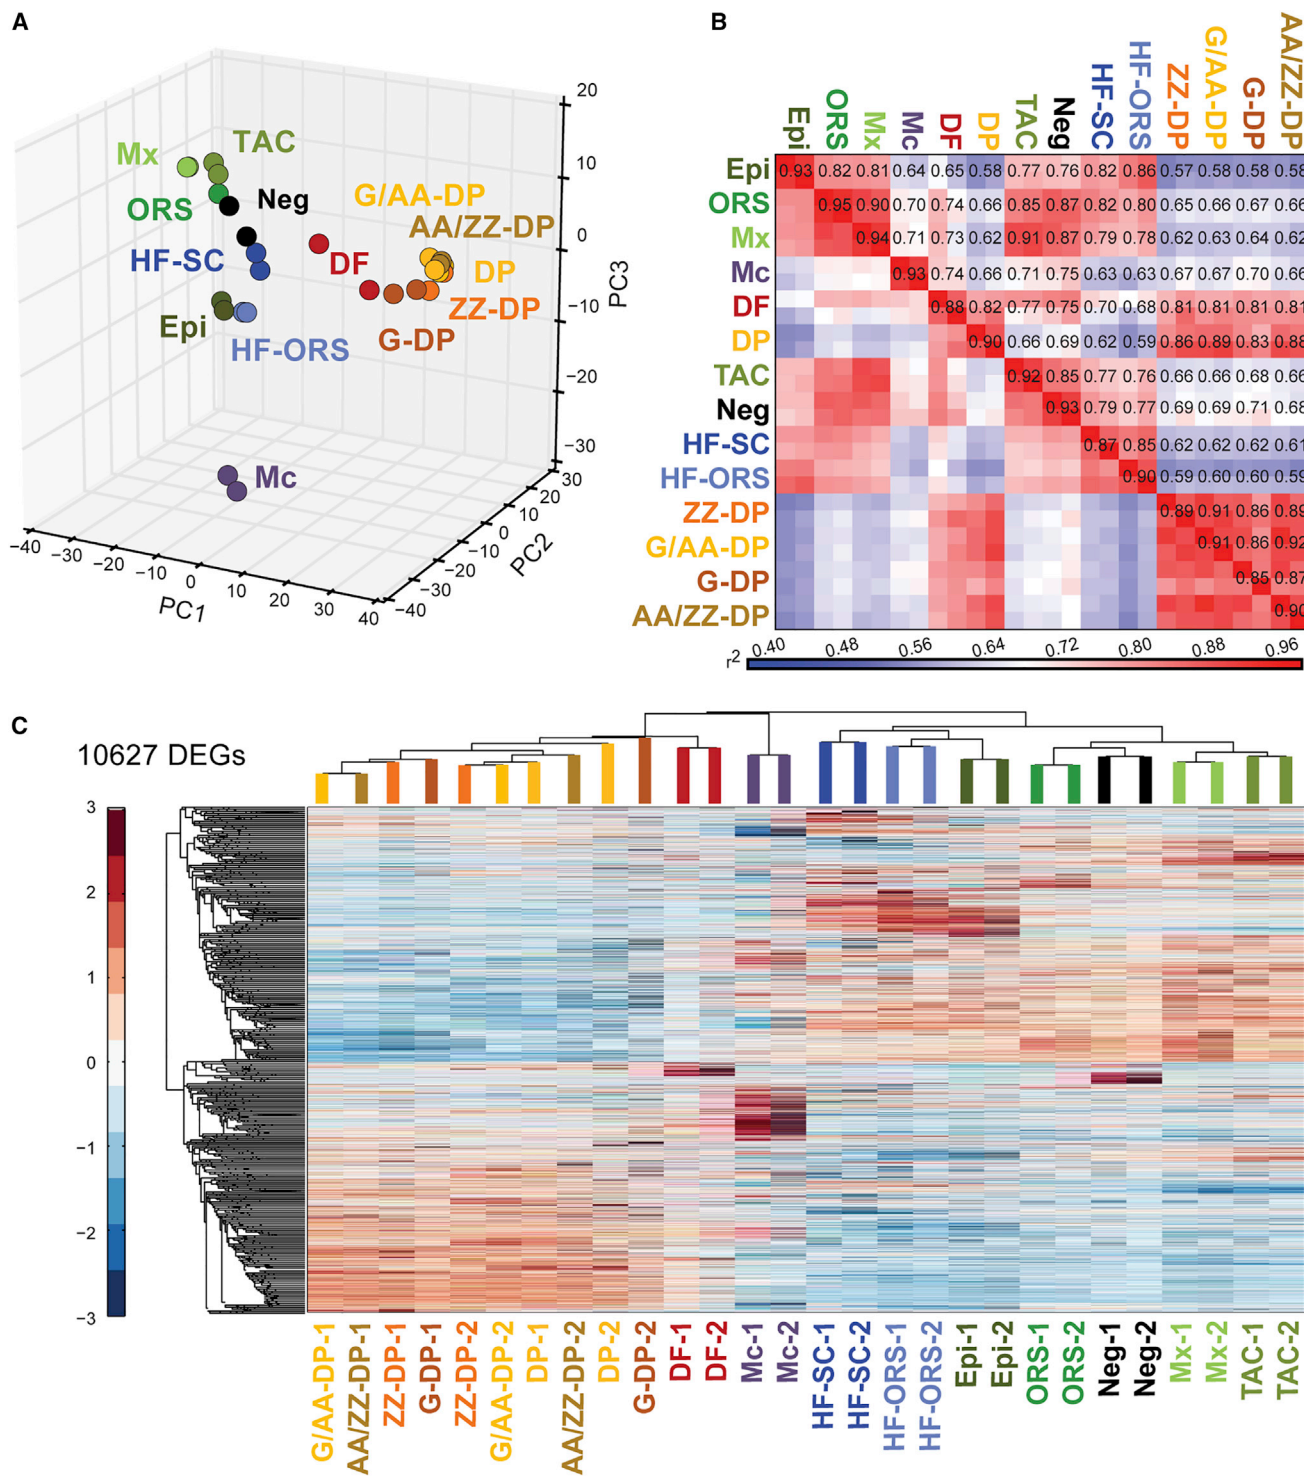 A
Mx
TAC
ORS
Neg
HF-SC
Epi
HF-ORS
Mc
DF
G/AA-DP
AA/ZZ-DP
DP
ZZ-DP
G-DP
20
10
0
−10
−20
−30
PC3
30
20
10
0
−10
−20
−30
−40
PC2
−40
−30
−20
−10
0
10
20
30
40
PC1
B
Epi
ORS
Mx
Mc
DF
DP
TAC
Neg
HF-SC
HF-ORS
ZZ-DP
G/AA-DP
G-DP
AA/ZZ-DP
Epi 0.93 0.82 0.81 0.64 0.65 0.58 0.77 0.76 0.82 0.86 0.57 0.58 0.58 0.58
ORS 0.95 0.90 0.70 0.74 0.66 0.85 0.87 0.82 0.80 0.65 0.66 0.67 0.66
Mx 0.94 0.71 0.73 0.62 0.91 0.87 0.79 0.78 0.62 0.63 0.64 0.62
Mc 0.93 0.74 0.66 0.71 0.75 0.63 0.63 0.67 0.67 0.70 0.66
DF 0.88 0.82 0.77 0.75 0.70 0.68 0.81 0.81 0.81 0.81
DP 0.90 0.66 0.69 0.62 0.59 0.86 0.89 0.83 0.88
TAC 0.92 0.85 0.77 0.76 0.66 0.66 0.68 0.66
Neg 0.93 0.79 0.77 0.69 0.69 0.71 0.68
HF-SC 0.87 0.85 0.62 0.62 0.62 0.61
HF-ORS 0.90 0.59 0.60 0.60 0.59
ZZ-DP 0.89 0.91 0.86 0.89
G/AA-DP 0.91 0.86 0.92
G-DP 0.85 0.87
AA/ZZ-DP 0.90
r2 0.40 0.48 0.56 0.64 0.72 0.80 0.88 0.96
C
10627 DEGs
3
2
1
0
−1
−2
−3
G/AA-DP-1
AA/ZZ-DP-1
ZZ-DP-1
G-DP-1
ZZ-DP-2
G/AA-DP-2
DP-1
AA/ZZ-DP-2
DP-2
G-DP-2
DF-1
DF-2
Mc-1
Mc-2
HF-SC-1
HF-SC-2
HF-ORS-1
HF-ORS-2
Epi-1
Epi-2
ORS-1
ORS-2
Neg-1
Neg-2
Mx-1
Mx-2
TAC-1
TAC-2